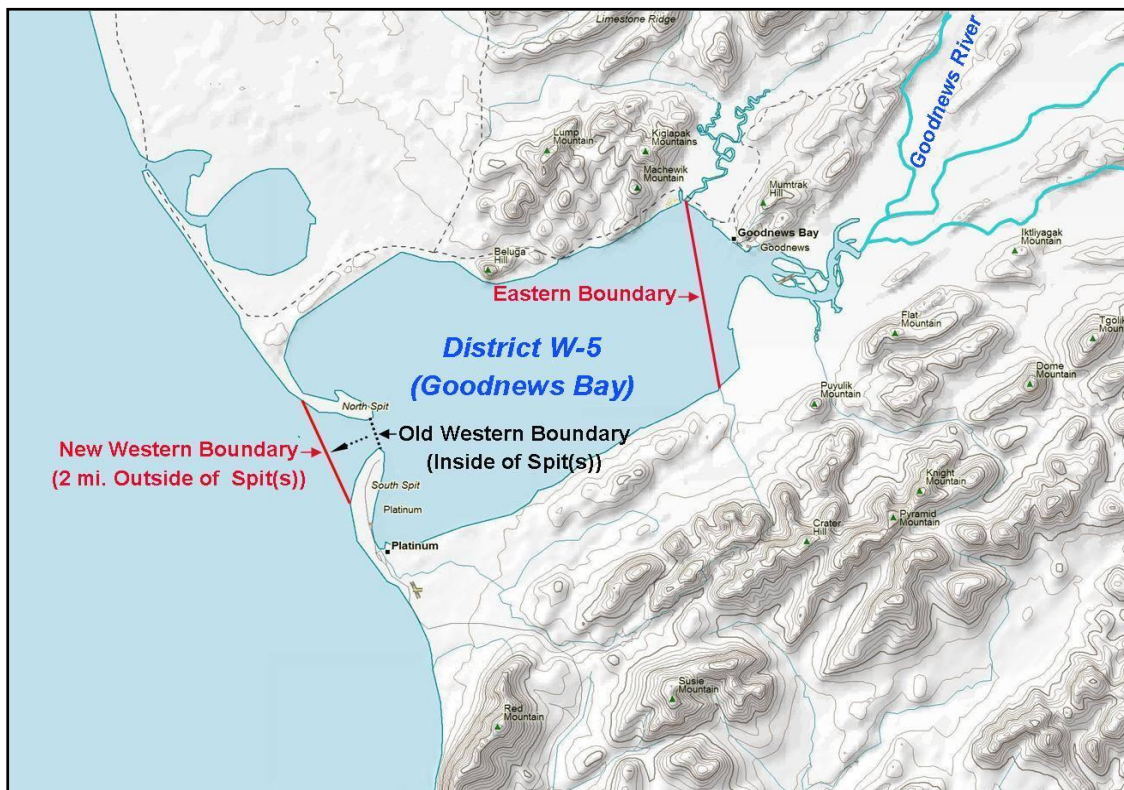 Limestone Ridge
Goodnews River
Lump
Mountain
Kiglapak
Mountains
Machewik
Mountain
Mumtrak
Hill
Goodnews Bay
Goodnews
Iktliyagak
Mountain
Beluga
Hill
Eastern Boundary
Flat
Mountain
Tgolik
Moun
District W-5
(Goodnews Bay)
Dome
Mountain
Puyulik
Mountain
North Spit
New Western Boundary
(2 mi. Outside of Spit(s))
Old Western Boundary
(Inside of Spit(s))
South Spit
Platinum
Platinum
Knight
Mountain
Pyramid
Mountain
Crater
Hill
Susie
Mountain
Red
Mountain